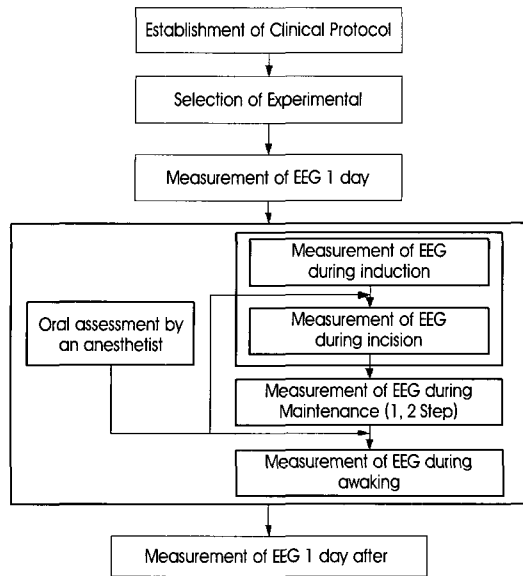 Establishment of Clinical Protocol
Selection of Experimental
Measurement of EEG 1 day
Measurement of EEG
during induction
Oral assessment by
an anesthetist
Measurement of EEG
during incision
Measurement of EEG during
Maintenance (1, 2 Step)
Measurement of EEG during
awaking
Measurement of EEG 1 day after